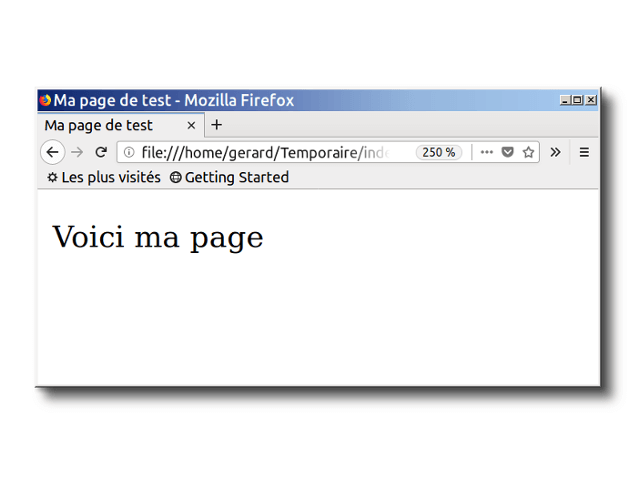 Ma page de test - Mozilla Firefox
Ma page de test
file:///home/gerard/Temporaire/inde
250 %
Les plus visités Getting Started
Voici ma page